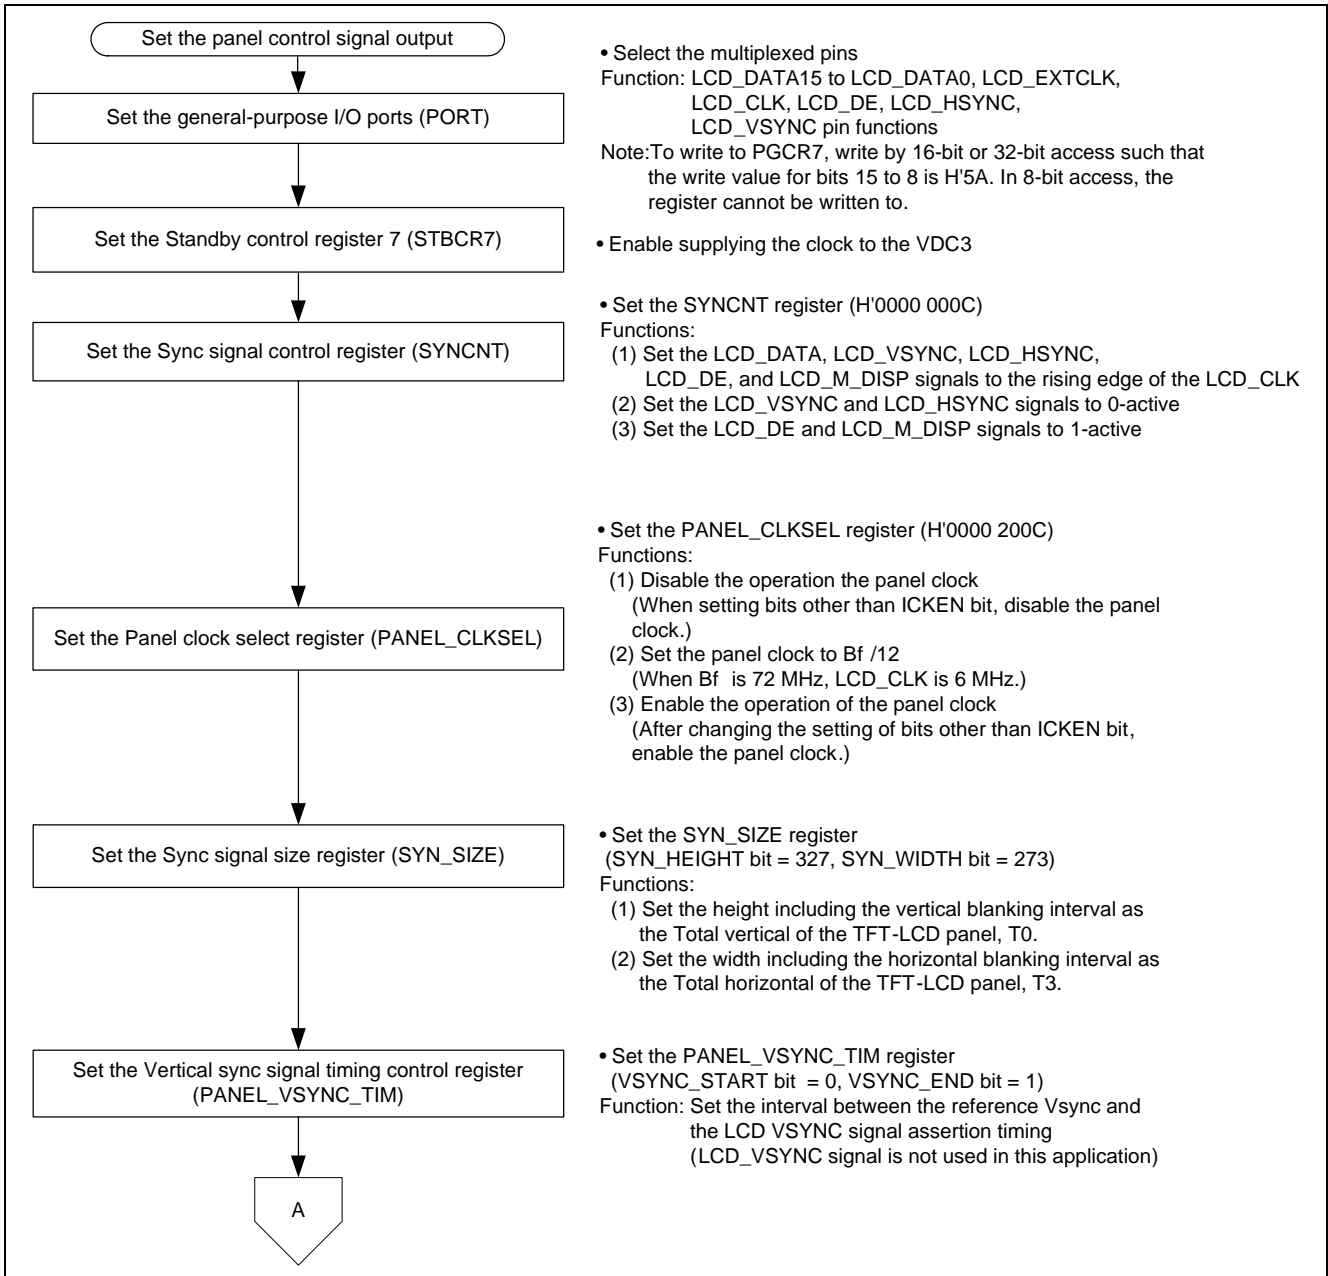 Set the panel control signal output
Set the general-purpose I/O ports (PORT)
• Select the multiplexed pins
Function: LCD_DATA15 to LCD_DATA0, LCD_EXTCLK,
LCD_CLK, LCD_DE, LCD_HSYNC,
LCD_VSYNC pin functions
Note:To write to PGCR7, write by 16-bit or 32-bit access such that
the write value for bits 15 to 8 is H'5A. In 8-bit access, the
register cannot be written to.
Set the Standby control register 7 (STBCR7)
• Enable supplying the clock to the VDC3
Set the Sync signal control register (SYNCNT)
• Set the SYNCNT register (H'0000 000C)
Functions:
(1) Set the LCD_DATA, LCD_VSYNC, LCD_HSYNC,
LCD_DE, and LCD_M_DISP signals to the rising edge of the LCD_CLK
(2) Set the LCD_VSYNC and LCD_HSYNC signals to 0-active
(3) Set the LCD_DE and LCD_M_DISP signals to 1-active
Set the Panel clock select register (PANEL_CLKSEL)
• Set the PANEL_CLKSEL register (H'0000 200C)
Functions:
(1) Disable the operation the panel clock
(When setting bits other than ICKEN bit, disable the panel
clock.)
(2) Set the panel clock to Bf /12
(When Bf is 72 MHz, LCD_CLK is 6 MHz.)
(3) Enable the operation of the panel clock
(After changing the setting of bits other than ICKEN bit,
enable the panel clock.)
Set the Sync signal size register (SYN_SIZE)
• Set the SYN_SIZE register
(SYN_HEIGHT bit = 327, SYN_WIDTH bit = 273)
Functions:
(1) Set the height including the vertical blanking interval as
the Total vertical of the TFT-LCD panel, T0.
(2) Set the width including the horizontal blanking interval as
the Total horizontal of the TFT-LCD panel, T3.
Set the Vertical sync signal timing control register
(PANEL_VSYNC_TIM)
• Set the PANEL_VSYNC_TIM register
(VSYNC_START bit = 0, VSYNC_END bit = 1)
Function: Set the interval between the reference Vsync and
the LCD VSYNC signal assertion timing
(LCD_VSYNC signal is not used in this application)
A